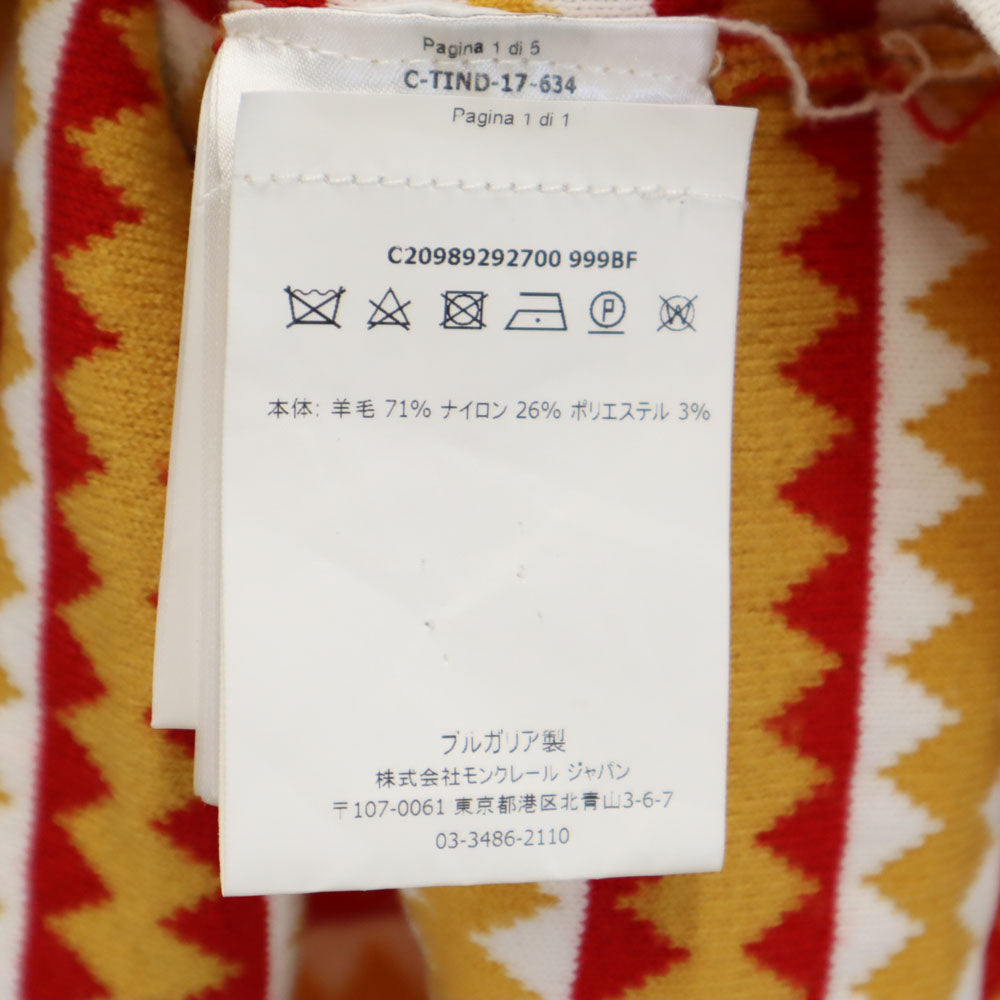 Pagina 1 di 5
C-TIND-17-634
Pagina 1 di 1
C20989292700 999BF
P W
本体: 羊毛 71% ナイロン 26% ポリエステル 3%
ブルガリア製
株式会社モンクレール ジャパン
〒107-0061 東京都港区北青山3-6-7
03-3486-2110